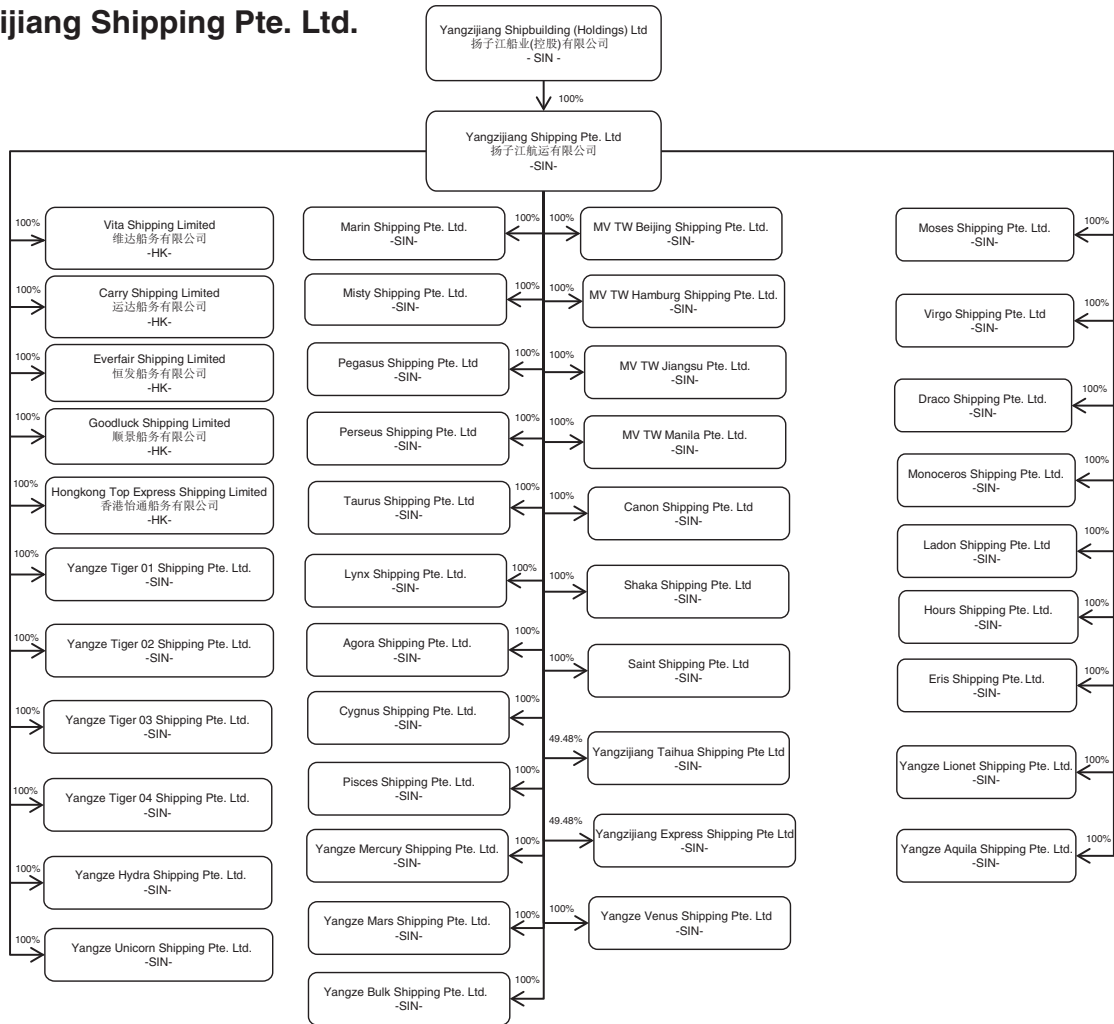 ijiang Shipping Pte. Ltd.
Yangzijiang Shipbuilding (Holdings) Ltd
扬子江船业(控股)有限公司
- SIN -
100%
Yangzijiang Shipping Pte. Ltd
扬子江航运有限公司
-SIN-
100%
Vita Shipping Limited
维达船务有限公司
-HK-
100%
Carry Shipping Limited
运达船务有限公司
-HK-
100%
Everfair Shipping Limited
恒发船务有限公司
-HK-
100%
Goodluck Shipping Limited
顺景船务有限公司
-HK-
100%
Hongkong Top Express Shipping Limited
香港怡通船务有限公司
-HK-
100%
Yangze Tiger 01 Shipping Pte. Ltd.
-SIN-
100%
Yangze Tiger 02 Shipping Pte. Ltd.
-SIN-
100%
Yangze Tiger 03 Shipping Pte. Ltd.
-SIN-
100%
Yangze Tiger 04 Shipping Pte. Ltd.
-SIN-
100%
Yangze Hydra Shipping Pte. Ltd.
-SIN-
100%
Yangze Unicorn Shipping Pte. Ltd.
-SIN-
Marin Shipping Pte. Ltd.
-SIN-
100%
Misty Shipping Pte. Ltd.
-SIN-
100%
Pegasus Shipping Pte. Ltd
-SIN-
100%
Perseus Shipping Pte. Ltd
-SIN-
100%
Taurus Shipping Pte. Ltd
-SIN-
100%
Lynx Shipping Pte. Ltd.
-SIN-
100%
Agora Shipping Pte. Ltd.
-SIN-
100%
Cygnus Shipping Pte. Ltd.
-SIN-
100%
Pisces Shipping Pte. Ltd.
-SIN-
100%
Yangze Mercury Shipping Pte. Ltd.
-SIN-
100%
Yangze Mars Shipping Pte. Ltd.
-SIN-
100%
Yangze Bulk Shipping Pte. Ltd.
-SIN-
100%
100%
MV TW Beijing Shipping Pte. Ltd.
-SIN-
100%
MV TW Hamburg Shipping Pte. Ltd.
-SIN-
100%
MV TW Jiangsu Pte. Ltd.
-SIN-
100%
MV TW Manila Pte. Ltd.
-SIN-
100%
Canon Shipping Pte. Ltd
-SIN-
100%
Shaka Shipping Pte. Ltd
-SIN-
100%
Saint Shipping Pte. Ltd
-SIN-
49.48%
Yangzijiang Taihua Shipping Pte Ltd
-SIN-
49.48%
Yangzijiang Express Shipping Pte Ltd
-SIN-
100%
Yangze Venus Shipping Pte. Ltd
-SIN-
Moses Shipping Pte. Ltd.
-SIN-
100%
Virgo Shipping Pte. Ltd
-SIN-
100%
Draco Shipping Pte. Ltd.
-SIN-
100%
Monoceros Shipping Pte. Ltd.
-SIN-
100%
Ladon Shipping Pte. Ltd
-SIN-
100%
Hours Shipping Pte. Ltd.
-SIN-
100%
Eris Shipping Pte. Ltd.
-SIN-
100%
Yangze Lionet Shipping Pte. Ltd.
-SIN-
100%
Yangze Aquila Shipping Pte. Ltd.
-SIN-
100%